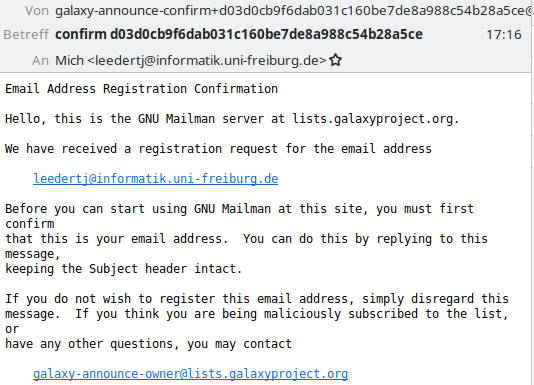 Von galaxy-announce-confirm+d03d0cb9f6dab031c160be7de8a988c54b28a5ce@
Betreff confirm d03d0cb9f6dab031c160be7de8a988c54b28a5ce 17:16
An Mich <leedertj@informatik.uni-freiburg.de>
Email Address Registration Confirmation
Hello, this is the GNU Mailman server at lists.galaxyproject.org.
We have received a registration request for the email address
leedertj@informatik.uni-freiburg.de
Before you can start using GNU Mailman at this site, you must first
confirm
that this is your email address.  You can do this by replying to this
message,
keeping the Subject header intact.
If you do not wish to register this email address, simply disregard this
message.  If you think you are being maliciously subscribed to the list,
or
have any other questions, you may contact
galaxy-announce-owner@lists.galaxyproject.org